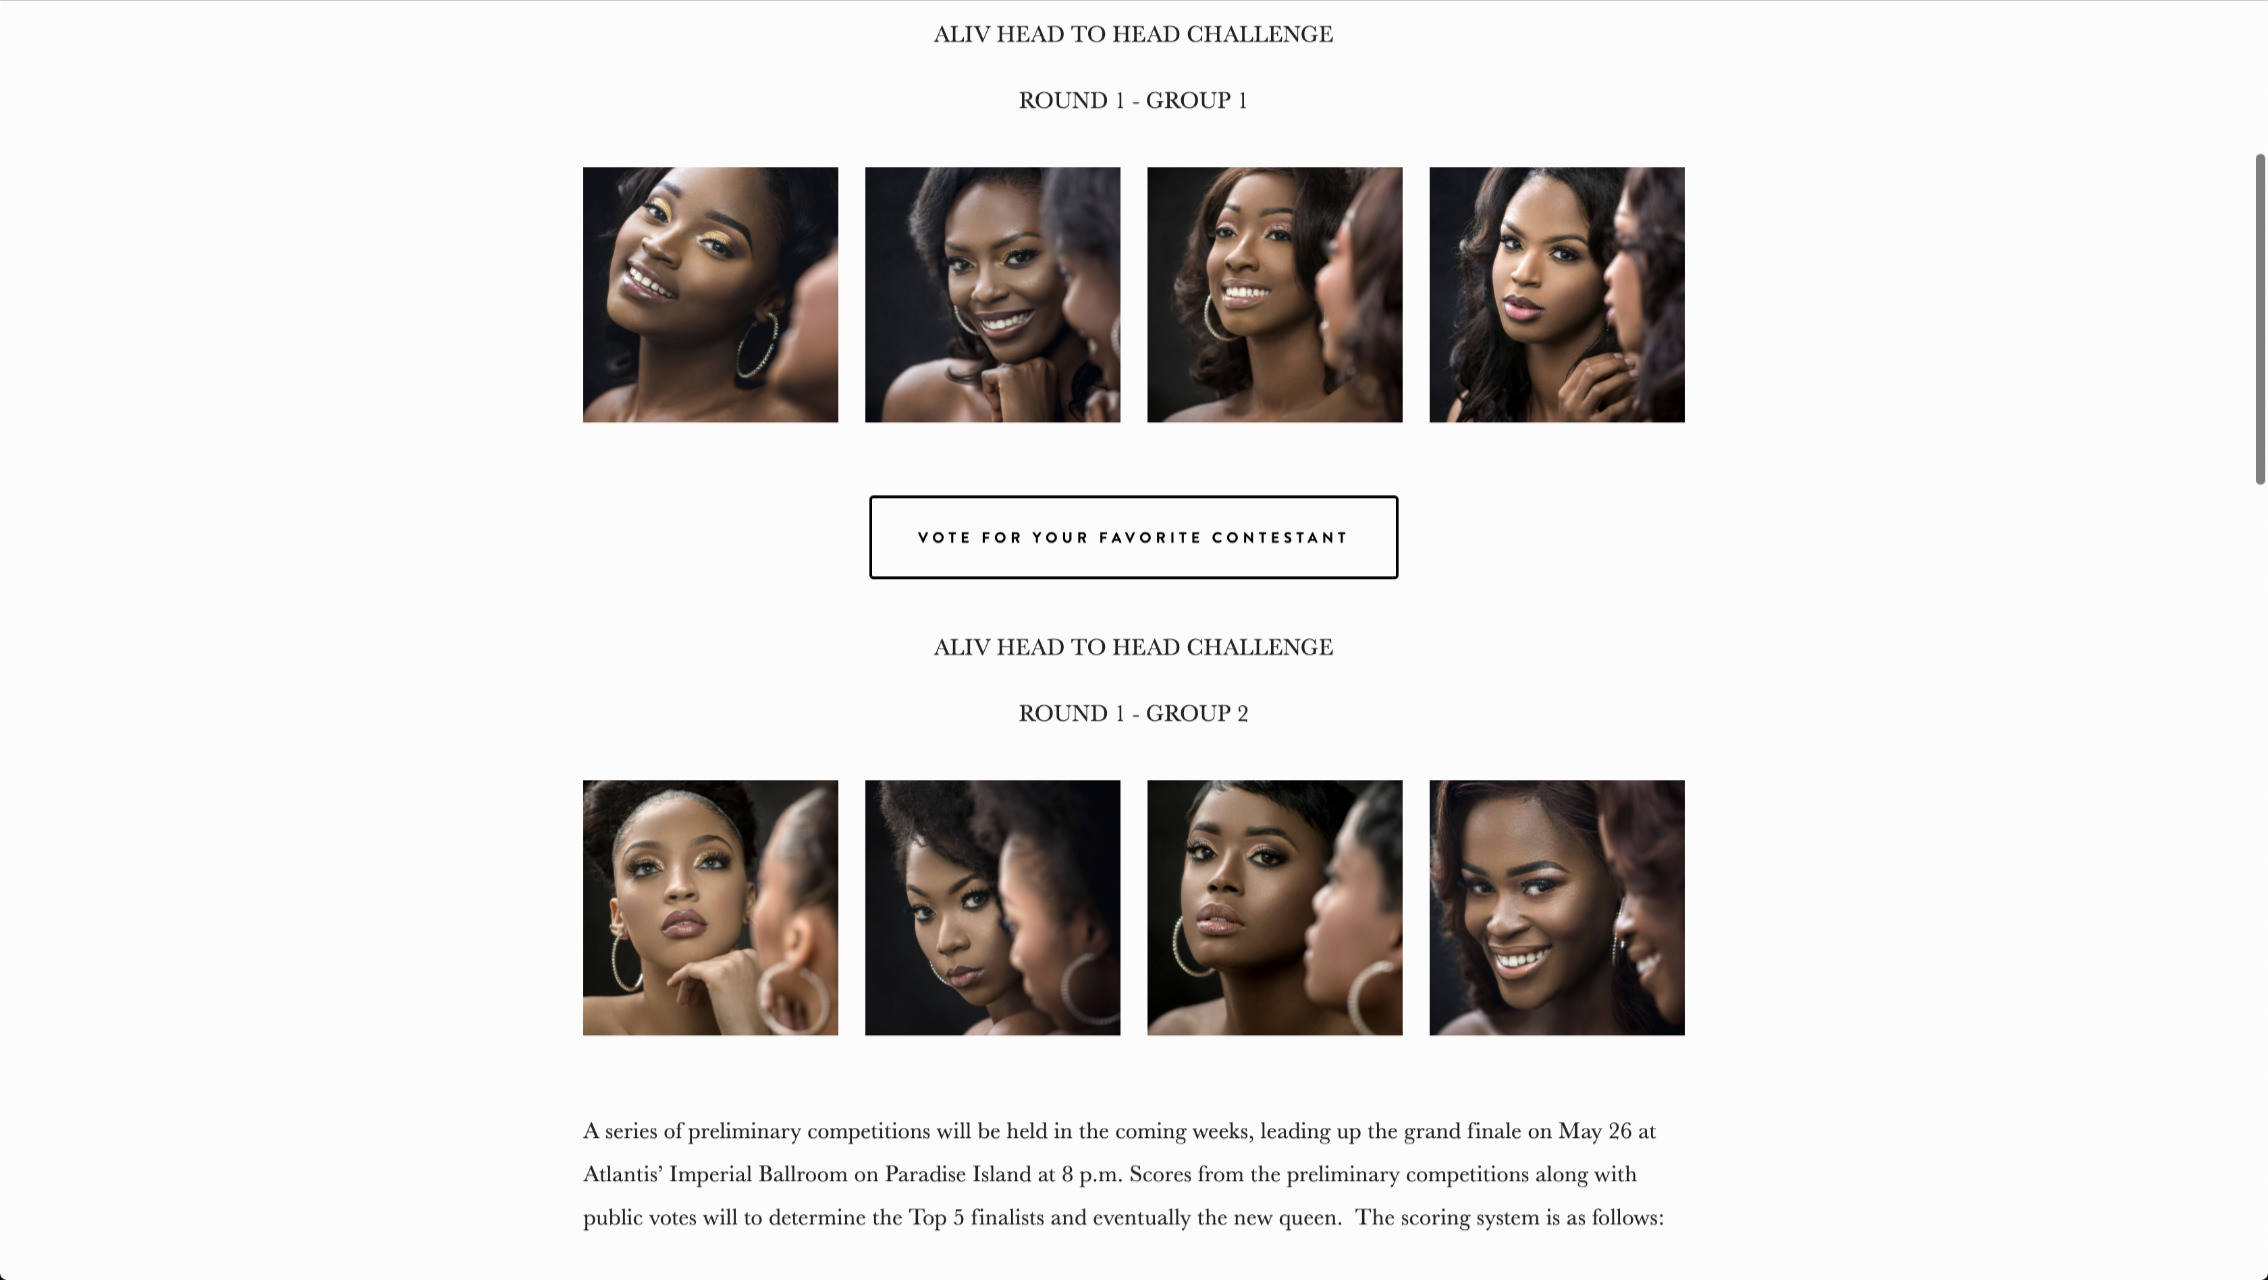 ALIV HEAD TO HEAD CHALLENGE
ROUND 1 - GROUP 1
VOTE FOR YOUR FAVORITE CONTESTANT
ALIV HEAD TO HEAD CHALLENGE
ROUND 1 - GROUP 2
A series of preliminary competitions will be held in the coming weeks, leading up the grand finale on May 26 at
Atlantis’ Imperial Ballroom on Paradise Island at 8 p.m. Scores from the preliminary competitions along with
public votes will to determine the Top 5 finalists and eventually the new queen.  The scoring system is as follows: